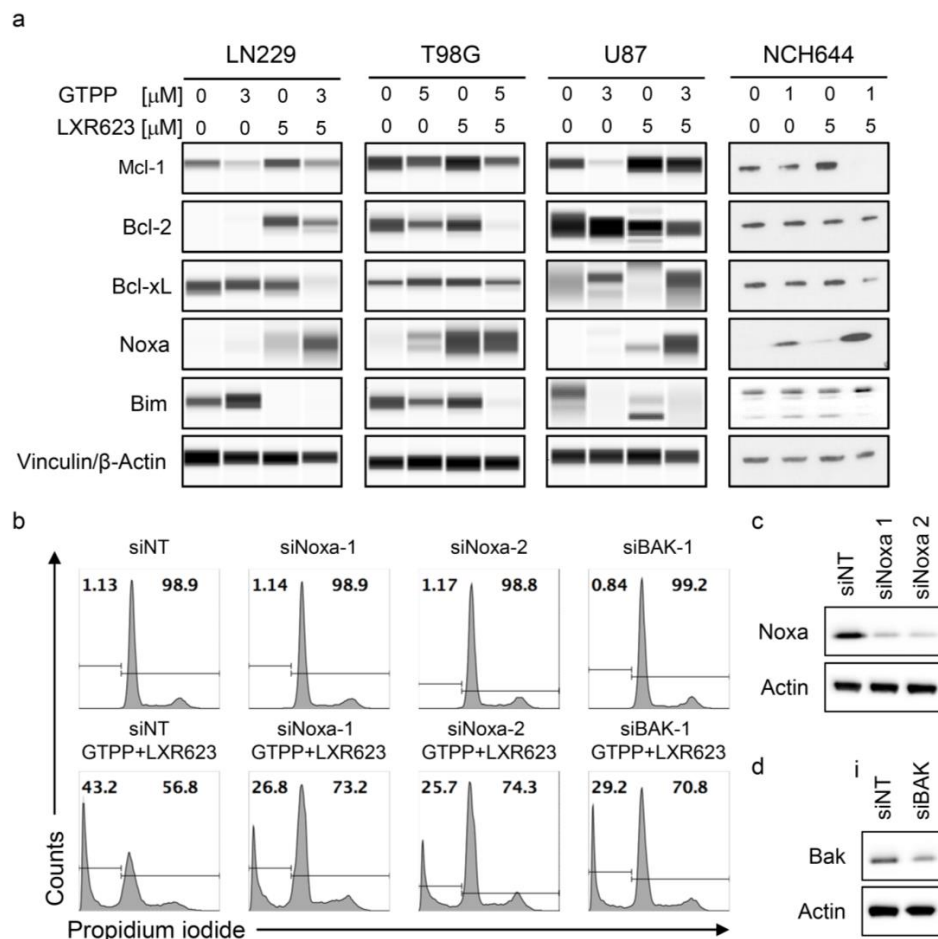 a
LN229 T98G U87 NCH644
GTPP [µM] 0 3 0 3 0 5 0 5 0 3 0 3 0 1 0 1
LXR623 [µM] 0 0 5 5 0 0 5 5 0 0 5 5 0 0 5 5
Mcl-1
Bcl-2
Bcl-xL
Noxa
Bim
Vinculin/β-Actin
b
siNT siNoxa-1 siNoxa-2 siBAK-1
1.13 98.9 1.14 98.9 1.17 98.8 0.84 99.2
siNT siNoxa-1 siNoxa-2 siBAK-1
GTPP+LXR623 GTPP+LXR623 GTPP+LXR623 GTPP+LXR623
43.2 56.8 26.8 73.2 25.7 74.3 29.2 70.8
Counts
Propidium iodide
c
siNT siNoxa 1 siNoxa 2
Noxa
Actin
d i
siNT siBAK
Bak
Actin